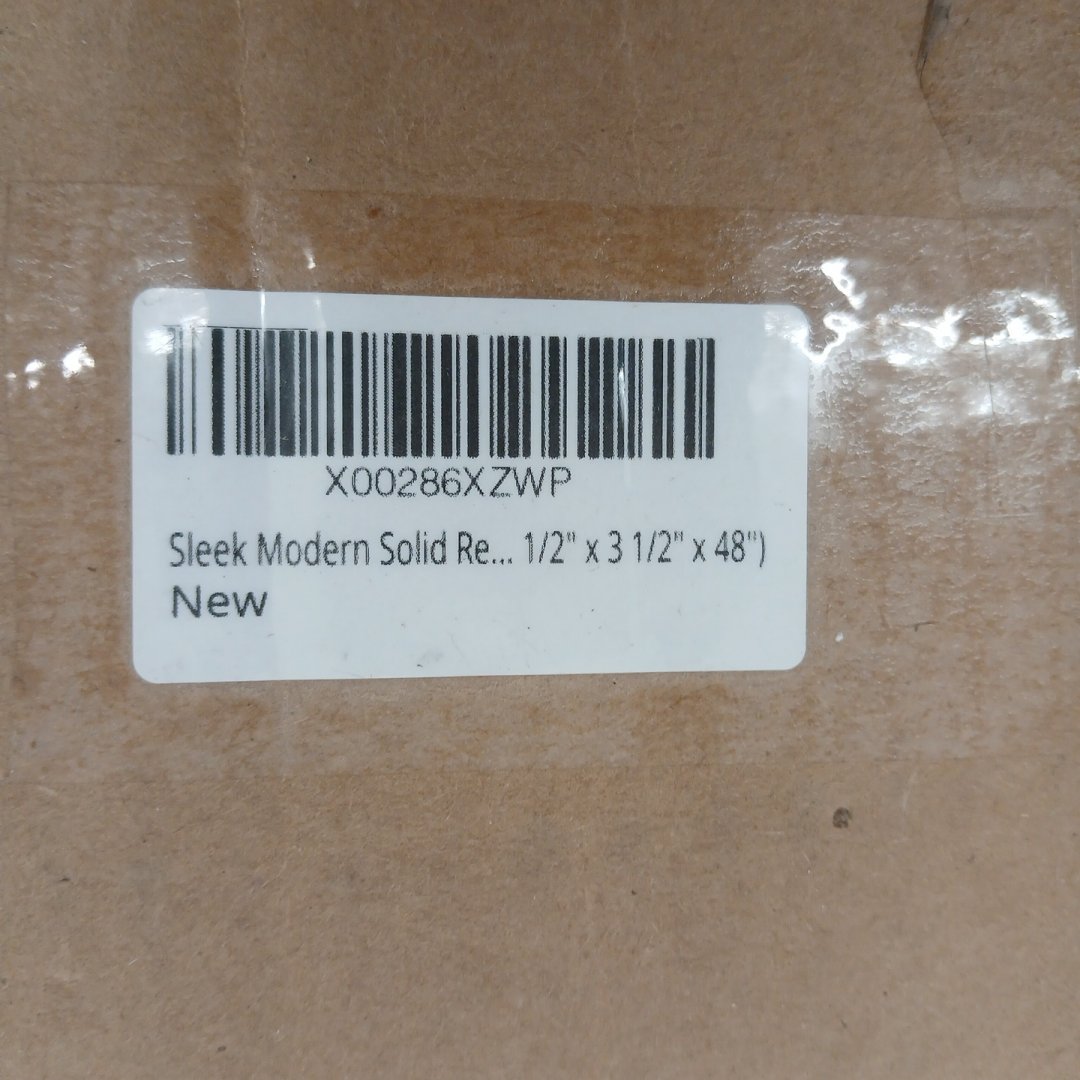 X00286XZWP
Sleek Modern Solid Re... 1/2" x 3 1/2" x 48")
New